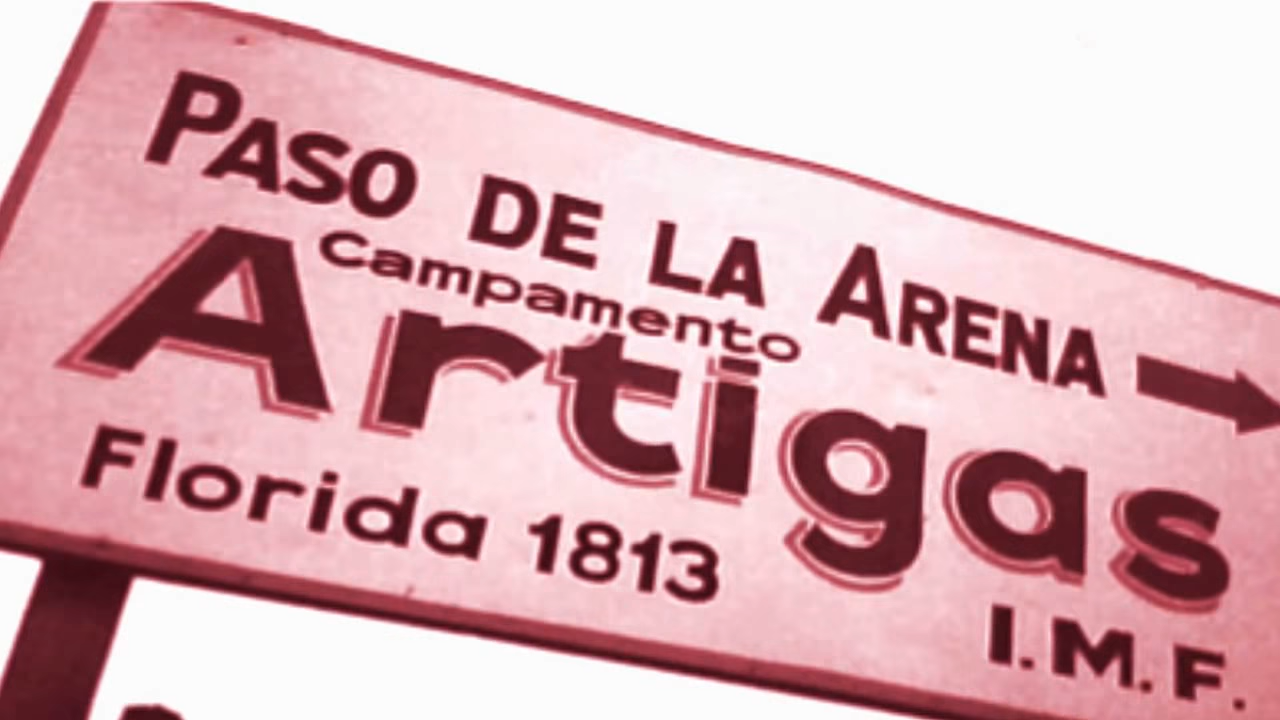 PASO DE LA ARENA
Campamento
Artigas
Florida 1813
I.M.F.